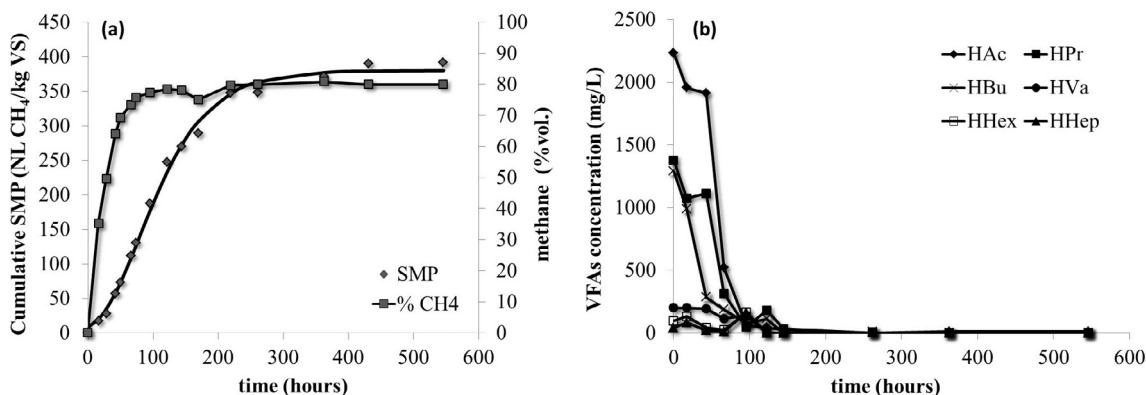 (a)
Cumulative SMP (NL CH4/kg VS)
450
400
350
300
250
200
150
100
50
0
100
90
80
70
60
50
40
30
20
10
0
methane (%vol.)
SMP
% CH4
0 100 200 300 400 500 600
time (hours)
(b)
VFAs concentration (mg/L)
2500
2000
1500
1000
500
0
HAc HPr
HBu HVa
HHex HHep
0 100 200 300 400 500 600
time (hours)